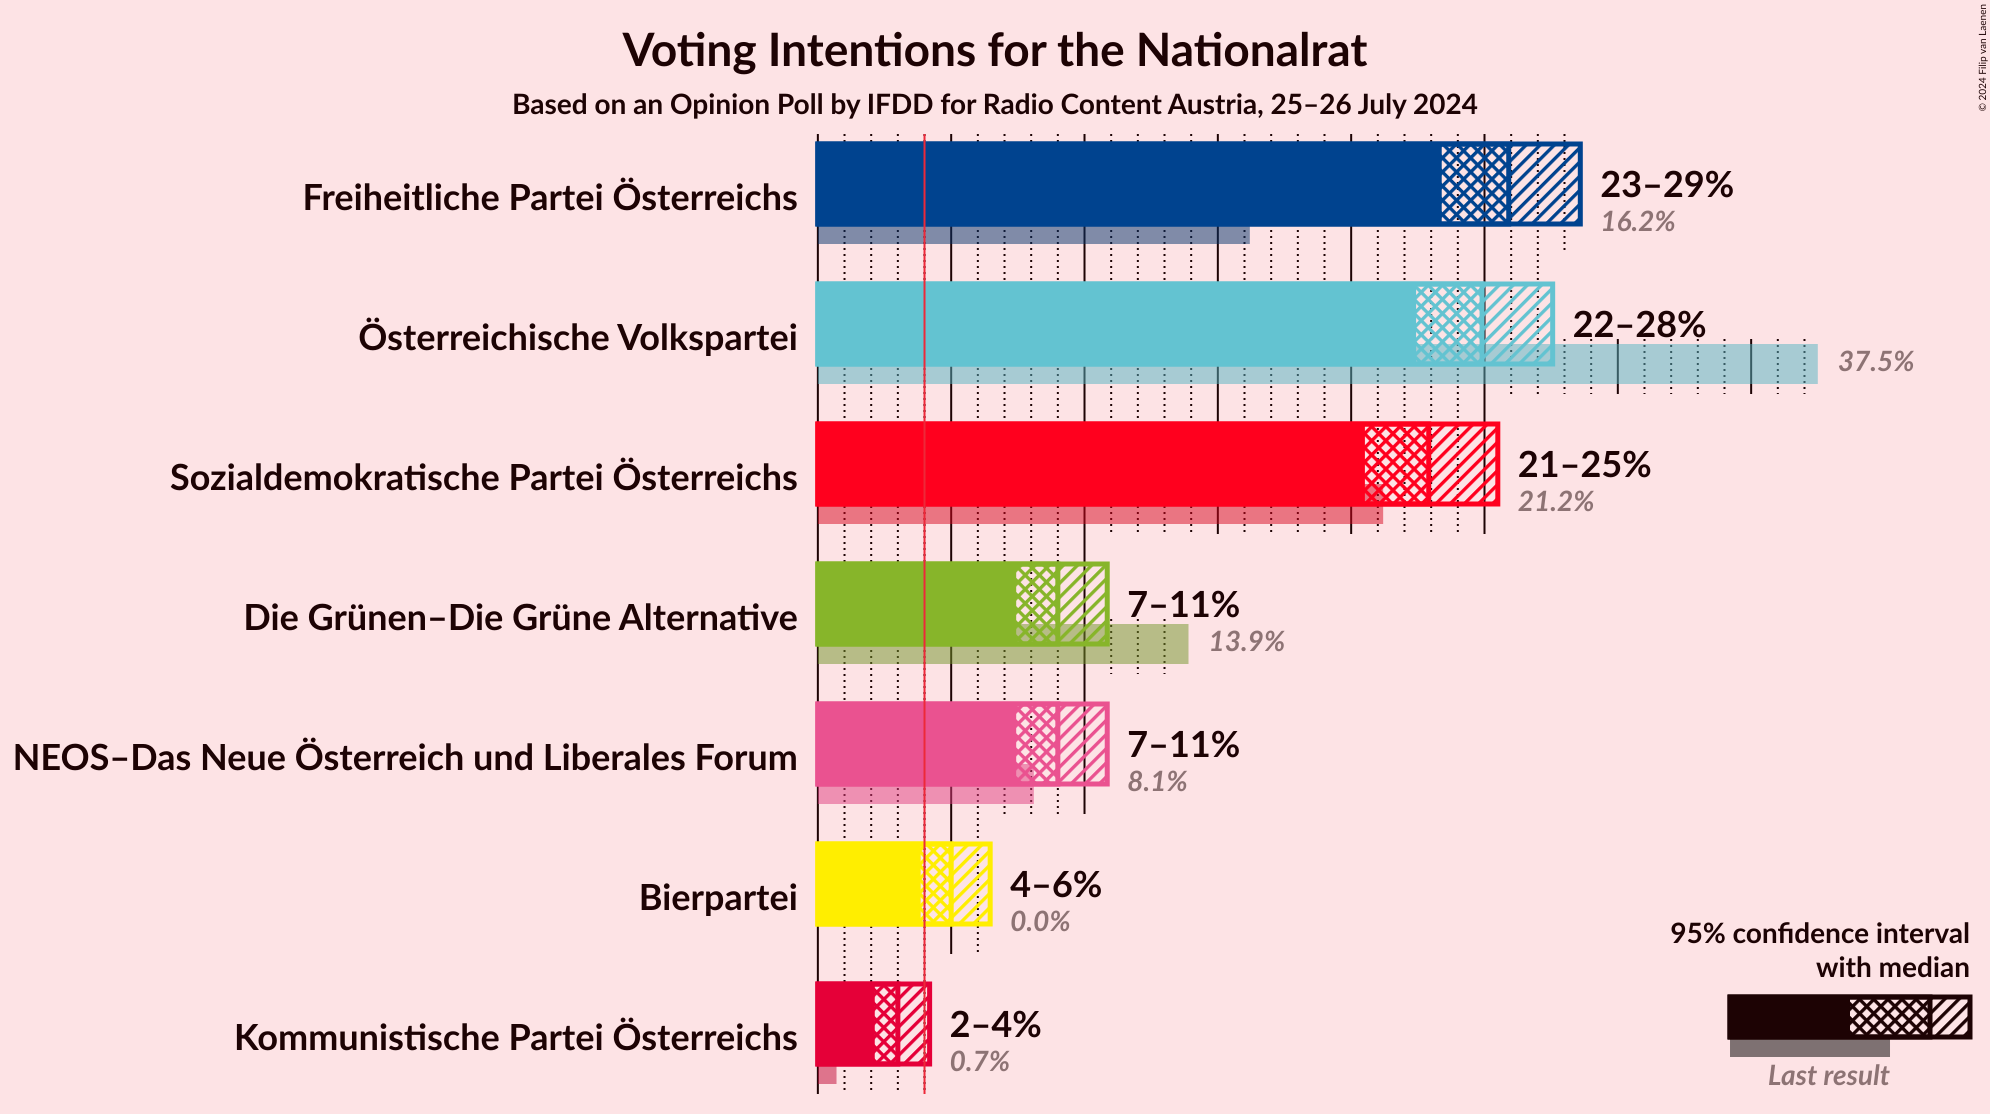 Voting Intentions for the Nationalrat
Based on an Opinion Poll by IFDD for Radio Content Austria, 25–26 July 2024
© 2024 Filip van Laenen
Freiheitliche Partei Österreichs
23–29%
16.2%
Österreichische Volkspartei
22–28%
37.5%
Sozialdemokratische Partei Österreichs
21–25%
21.2%
Die Grünen–Die Grüne Alternative
7–11%
13.9%
NEOS–Das Neue Österreich und Liberales Forum
7–11%
8.1%
Bierpartei
4–6%
0.0%
Kommunistische Partei Österreichs
2–4%
0.7%
95% confidence interval
with median
Last result